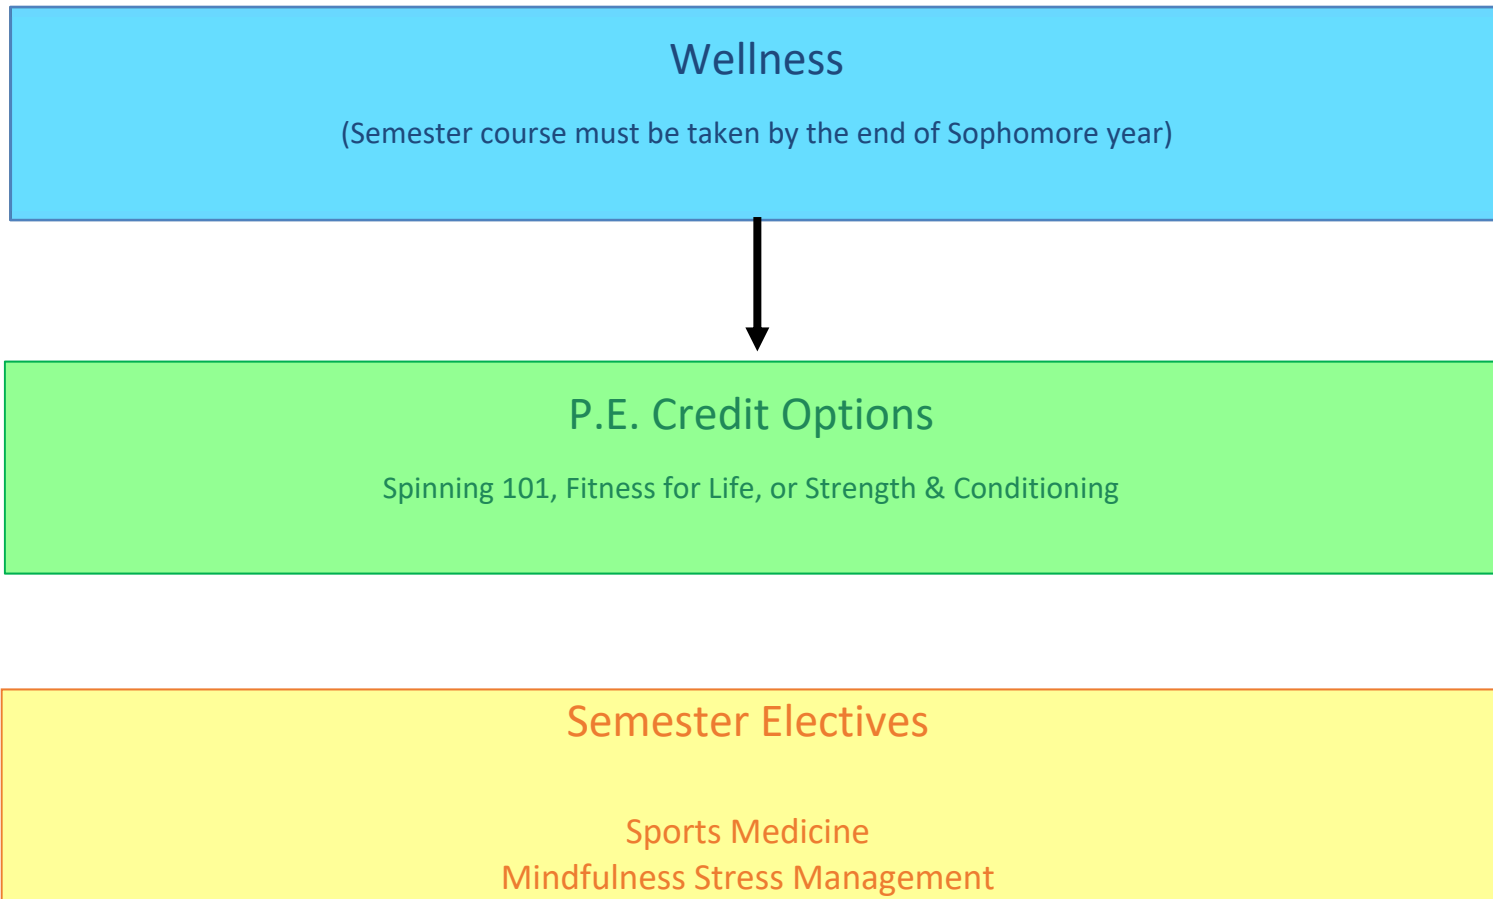 Wellness
(Semester course must be taken by the end of Sophomore year)
P.E. Credit Options
Spinning 101, Fitness for Life, or Strength & Conditioning
Semester Electives
Sports Medicine
Mindfulness Stress Management